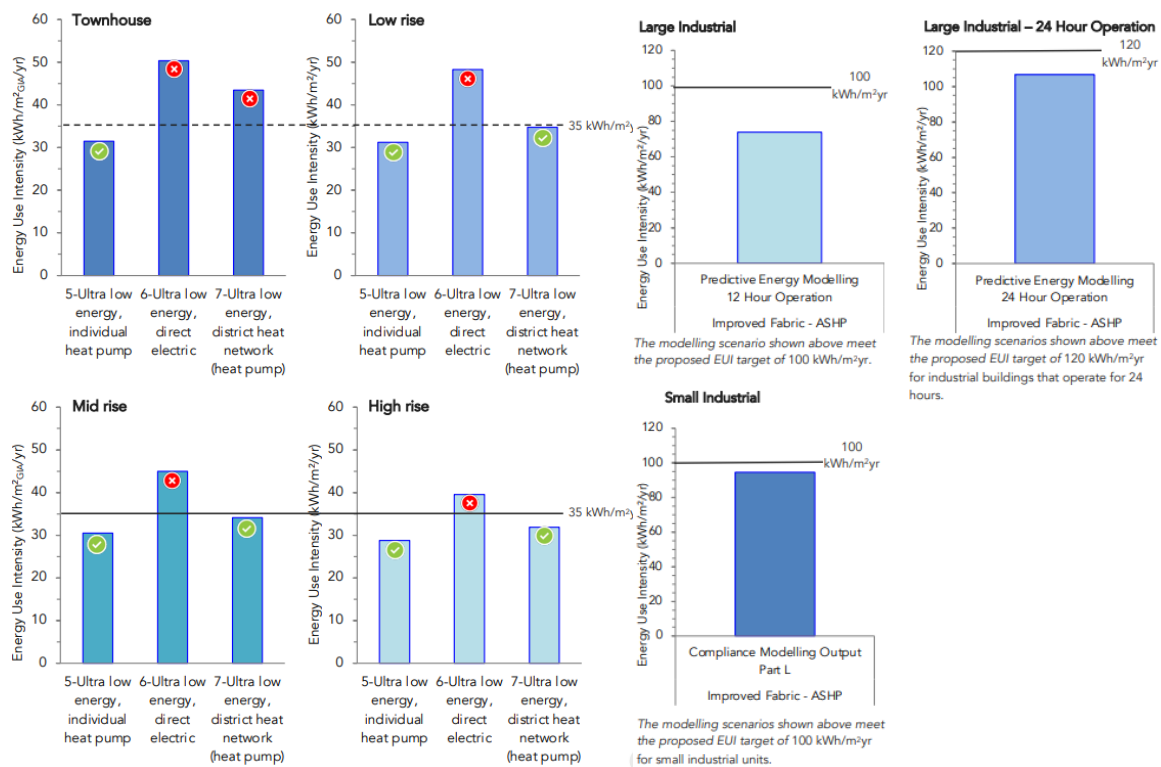 Townhouse
Energy Use Intensity (kWh/m²GIA/yr)
60
50
40
30
20
10
0
5-Ultra low
energy,
individual
heat pump
6-Ultra low
energy,
direct
electric
7-Ultra low
energy,
district heat
network
(heat pump)
Low rise
Energy Use Intensity (kWh/m²/yr)
60
50
40
30
20
10
0
35 kWh/m²
5-Ultra low
energy,
individual
heat pump
6-Ultra low
energy,
direct
electric
7-Ultra low
energy,
district heat
network
(heat pump)
Large Industrial
Energy Use Intensity (kWh/m²/yr)
120
100
80
60
40
20
0
100
kWh/m²yr
Predictive Energy Modelling
12 Hour Operation
Improved Fabric - ASHP
The modelling scenario shown above meet
the proposed EUI target of 100 kWh/m²yr.
Large Industrial – 24 Hour Operation
Energy Use Intensity (kWh/m²/yr)
120
100
80
60
40
20
0
120
kWh/m²yr
Predictive Energy Modelling
24 Hour Operation
Improved Fabric - ASHP
The modelling scenarios shown above meet
the proposed EUI target of 120 kWh/m²yr
for industrial buildings that operate for 24
hours.
Mid rise
Energy Use Intensity (kWh/m²GIA/yr)
60
50
40
30
20
10
0
5-Ultra low
energy,
individual
heat pump
6-Ultra low
energy,
direct
electric
7-Ultra low
energy,
district heat
network
(heat pump)
High rise
Energy Use Intensity (kWh/m²/yr)
60
50
40
30
20
10
0
35 kWh/m²
5-Ultra low
energy,
individual
heat pump
6-Ultra low
energy,
direct
electric
7-Ultra low
energy,
district heat
network
(heat pump)
Small Industrial
Energy Use Intensity (kWh/m²/yr)
120
100
80
60
40
20
0
100
kWh/m²yr
Compliance Modelling Output
Part L
Improved Fabric - ASHP
The modelling scenarios shown above meet
the proposed EUI target of 100 kWh/m²yr
for small industrial units.